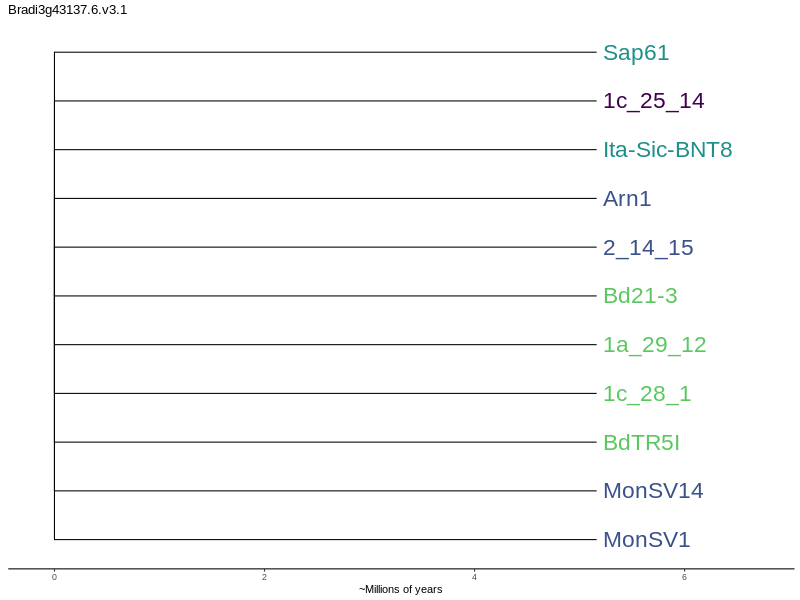 Bradi3g43137.6.v3.1
Sap61
1c_25_14
Ita-Sic-BNT8
Arn1
2_14_15
Bd21-3
1a_29_12
1c_28_1
BdTR5I
MonSV14
MonSV1
0 2 4 6
~Millions of years